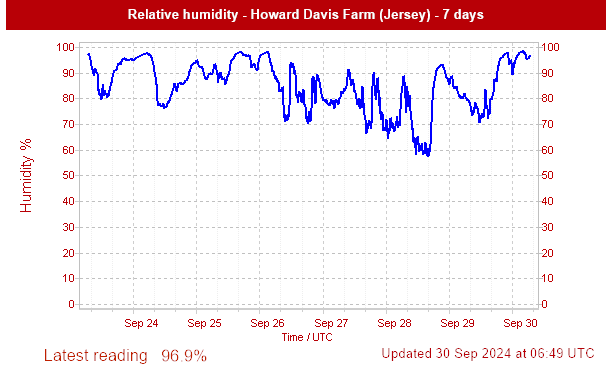 Relative humidity - Howard Davis Farm (Jersey) - 7 days
100 100
90 90
80 80
70 70
60 60
50 50
40 40
30 30
20 20
10 10
0 0
Humidity %
Sep 24 Sep 25 Sep 26 Sep 27 Sep 28 Sep 29 Sep 30
Time / UTC
Latest reading 96.9% Updated 30 Sep 2024 at 06:49 UTC